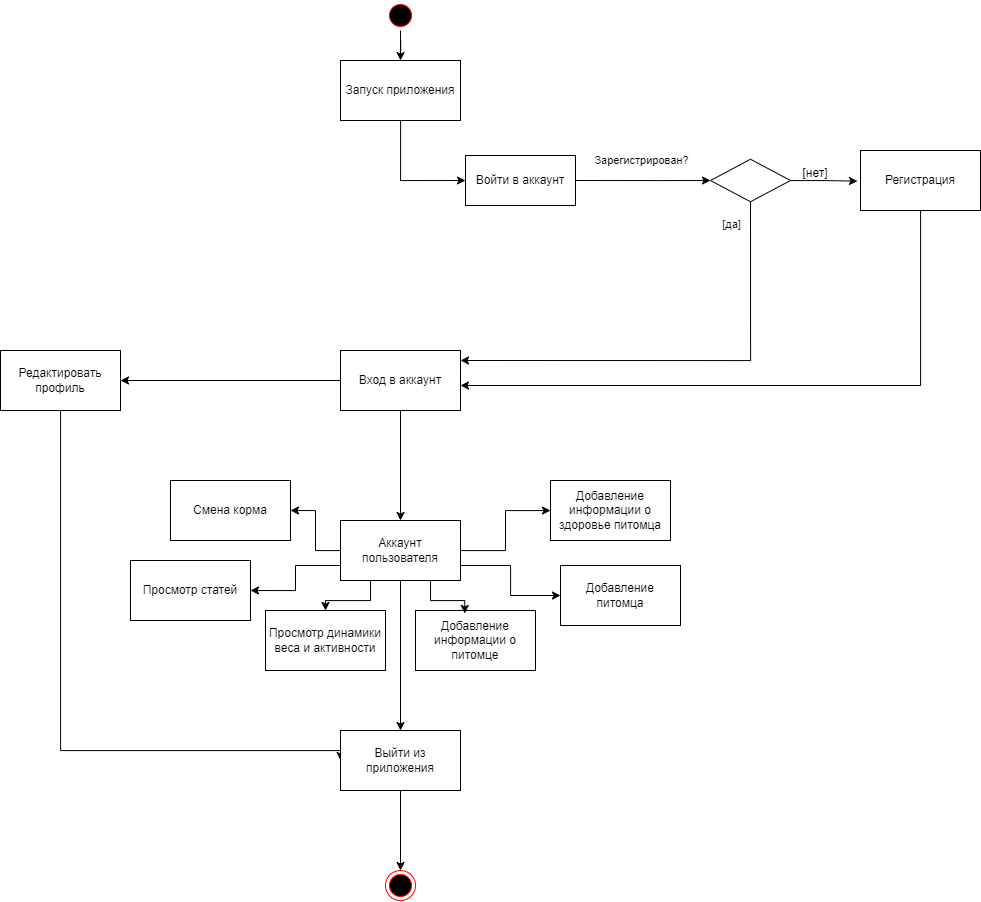 Запуск приложения
Зарегистрирован?
Войти в аккаунт
[нет]
Регистрация
[да]
Редактировать
профиль
Вход в аккаунт
Смена корма
Добавление
информации о
здоровье питомца
Аккаунт
пользователя
Просмотр статей
Добавление
питомца
Просмотр динамики
веса и активности
Добавление
информации о
питомце
Выйти из
приложения